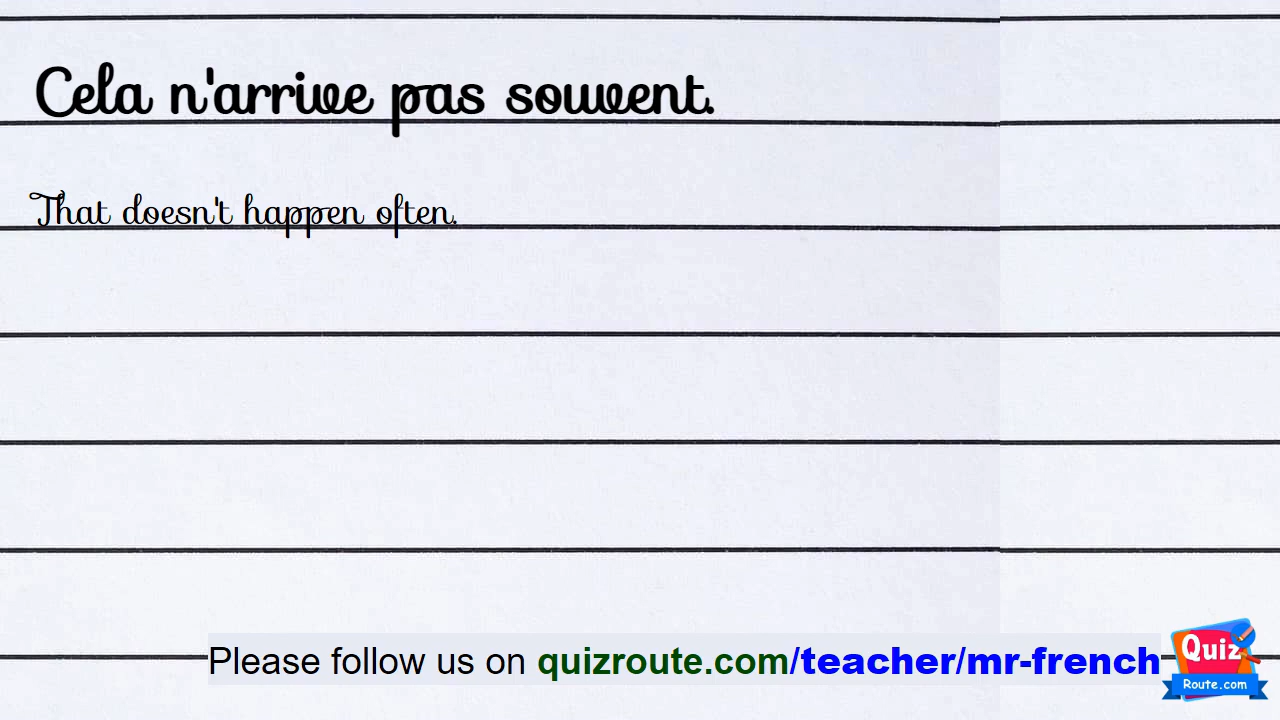 Cela n'arrive pas souvent.
That doesn't happen often.
Please follow us on quizroute.com/teacher/mr-french
Quiz
Route.com